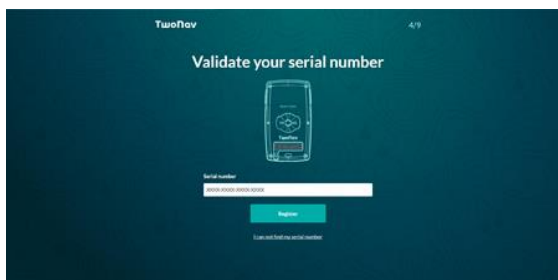 TwoNav
4/9
Validate your serial number
TwoNav
Serial number
XXXXX-XXXXX-XXXXX-XXXXX
Register
I can not find my serial number